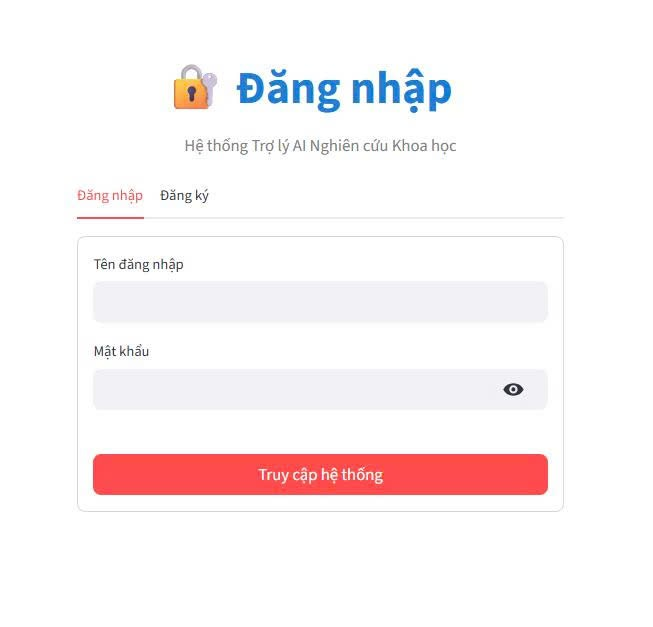 Đăng nhập
Hệ thống Trợ lý AI Nghiên cứu Khoa học
Đăng nhập Đăng ký
Tên đăng nhập
Mật khẩu
Truy cập hệ thống